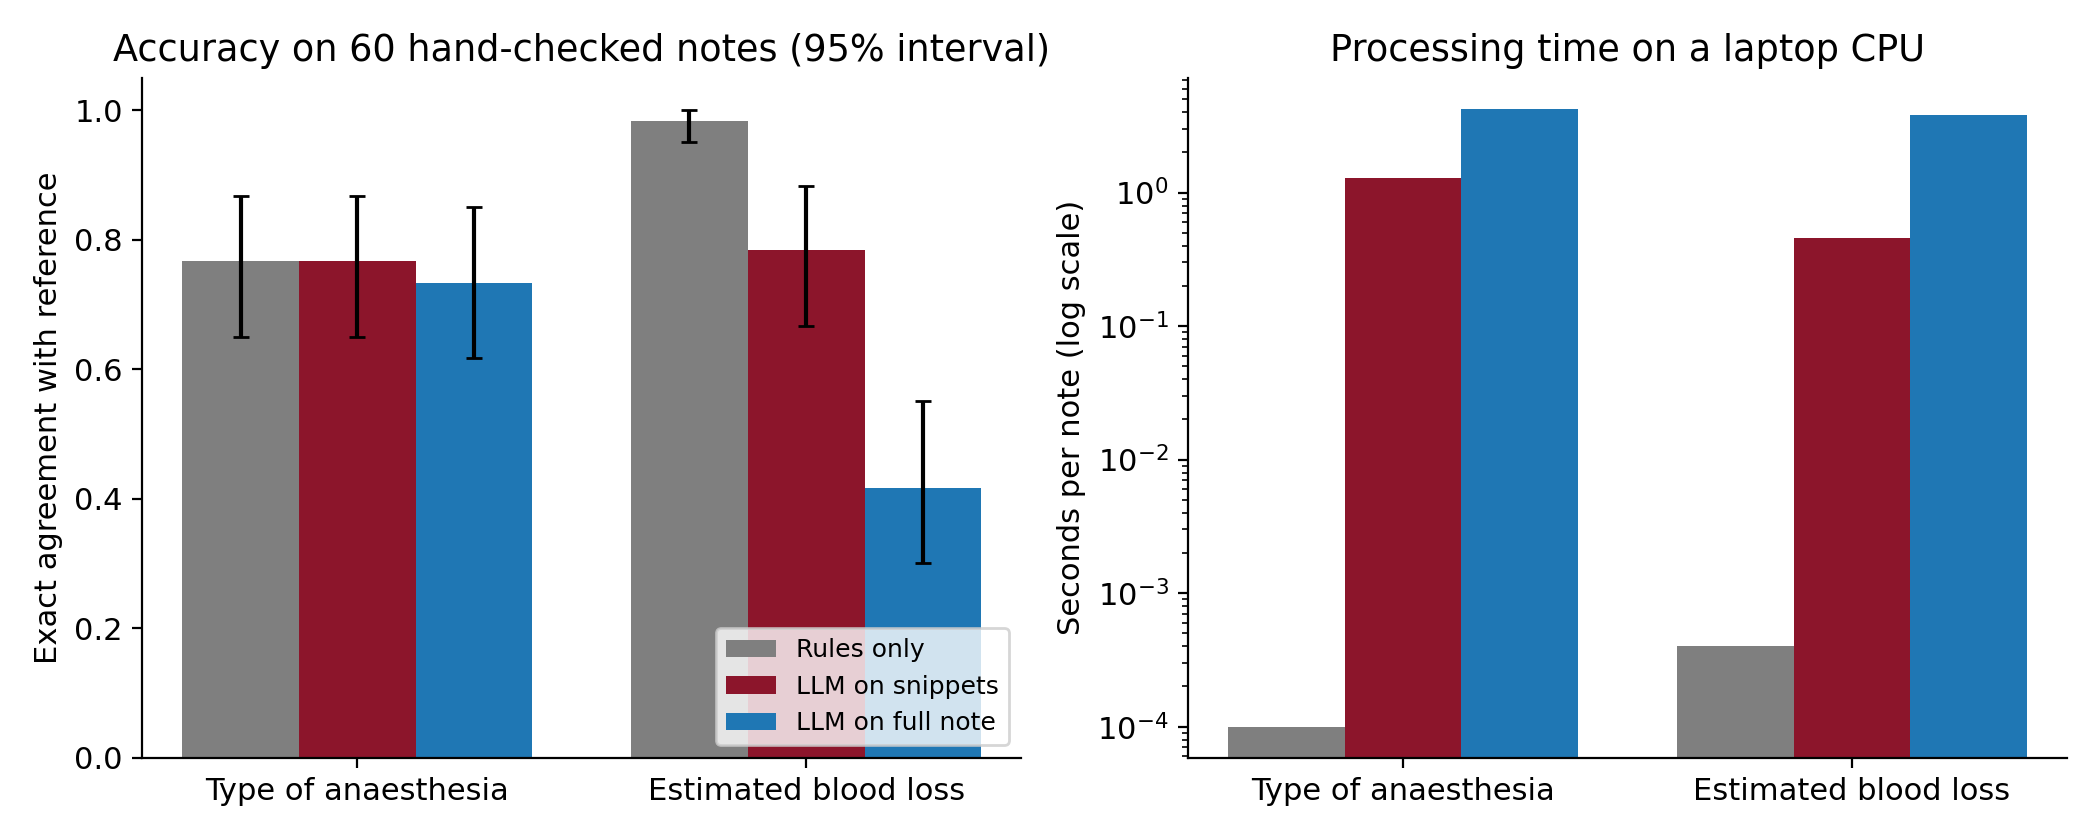 Accuracy on 60 hand-checked notes (95% interval)
Exact agreement with reference
1.0
0.8
0.6
0.4
0.2
0.0
Type of anaesthesia
Estimated blood loss
Rules only
LLM on snippets
LLM on full note
Processing time on a laptop CPU
Seconds per note (log scale)
10⁰
10⁻¹
10⁻²
10⁻³
10⁻⁴
Type of anaesthesia
Estimated blood loss